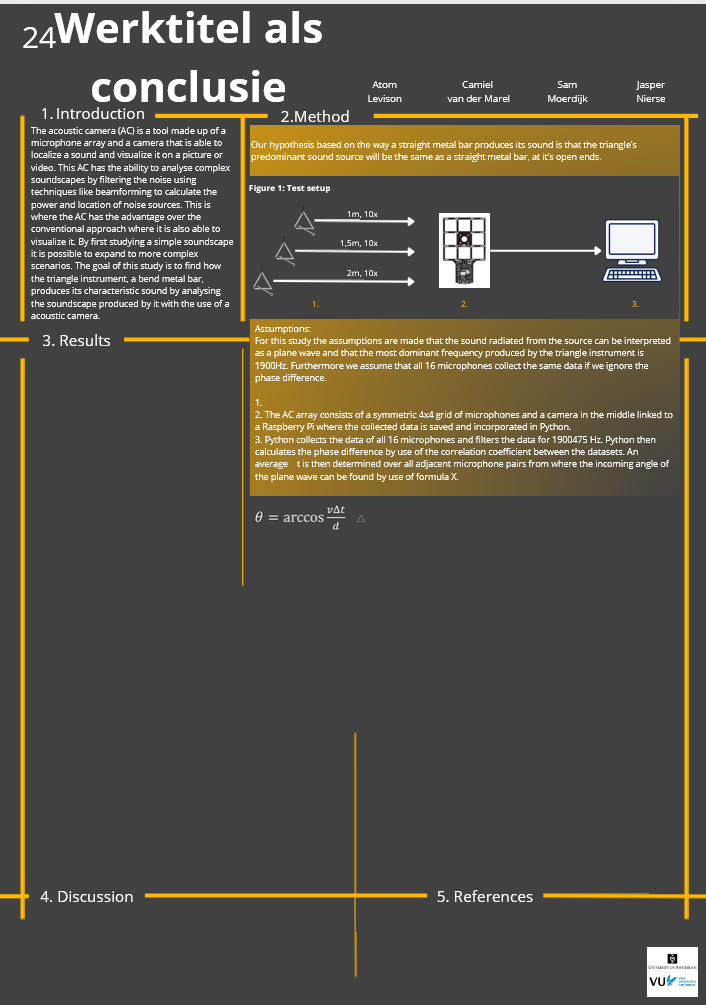 24
Werktitel als
conclusie
Atom
Levison
Camiel
van der Marel
Sam
Moerdijk
Jasper
Nierse
1. Introduction
The acoustic camera (AC) is a tool made up of a
microphone array and a camera that is able to
localize a sound and visualize it on a picture or
video. This AC has the ability to analyse complex
soundscapes by filtering the noise using
techniques like beamforming to calculate the
power and location of noise sources. This is
where the AC has the advantage over the
conventional approach where it is also able to
visualize it. By first studying a simple soundscape
it is possible to expand to more complex
scenarios. The goal of this study is to find how
the triangle instrument, a bend metal bar,
produces its characteristic sound by analysing
the soundscape produced by it with the use of a
acoustic camera.
2.Method
Our hypothesis based on the way a straight metal bar produces its sound is that the triangle's
predominant sound source will be the same as a straight metal bar, at it's open ends.
Figure 1: Test setup
1m, 10x
1,5m, 10x
2m, 10x
1.
2.
3.
Assumptions:
For this study the assumptions are made that the sound radiated from the source can be interpreted
as a plane wave and that the most dominant frequency produced by the triangle instrument is
1900Hz. Furthermore we assume that all 16 microphones collect the same data if we ignore the
phase difference.
1.
2. The AC array consists of a symmetric 4x4 grid of microphones and a camera in the middle linked to
a Raspberry Pi where the collected data is saved and incorporated in Python.
3. Python collects the data of all 16 microphones and filters the data for 1900475 Hz. Python then
calculates the phase difference by use of the correlation coefficient between the datasets. An
average t is then determined over all adjacent microphone pairs from where the incoming angle of
the plane wave can be found by use of formula X.
θ = arccos vΔt/d △
3. Results
4. Discussion
5. References
UNIVERSITY OF AMSTERDAM
VU